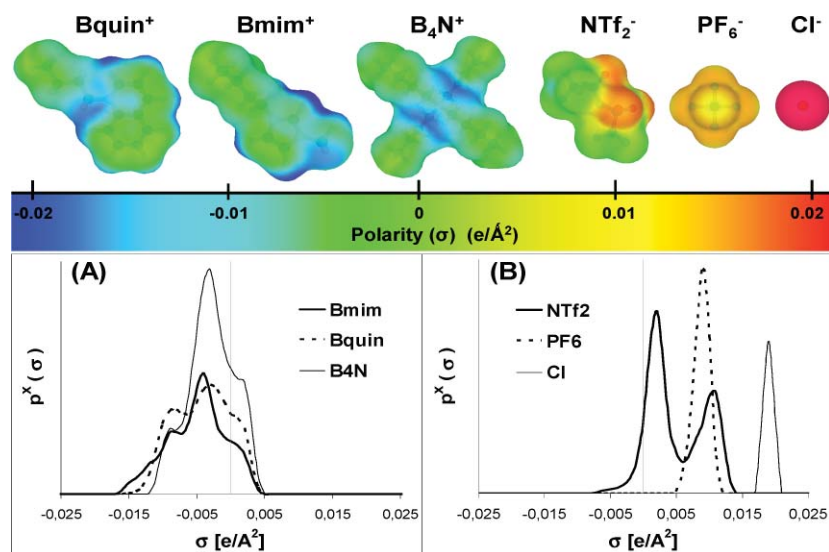 Bquin⁺ Bmim⁺ B₄N⁺ NTf₂⁻ PF₆⁻ Cl⁻
-0.02 -0.01 0 0.01 0.02
Polarity (σ) (e/Å²)
(A)
Bmim
Bquin
B4N
pˣ (σ)
-0,025 -0,015 -0,005 0,005 0,015 0,025
σ [e/A²]
(B)
NTf2
PF6
Cl
pˣ (σ)
-0,025 -0,015 -0,005 0,005 0,015 0,025
σ [e/A²]